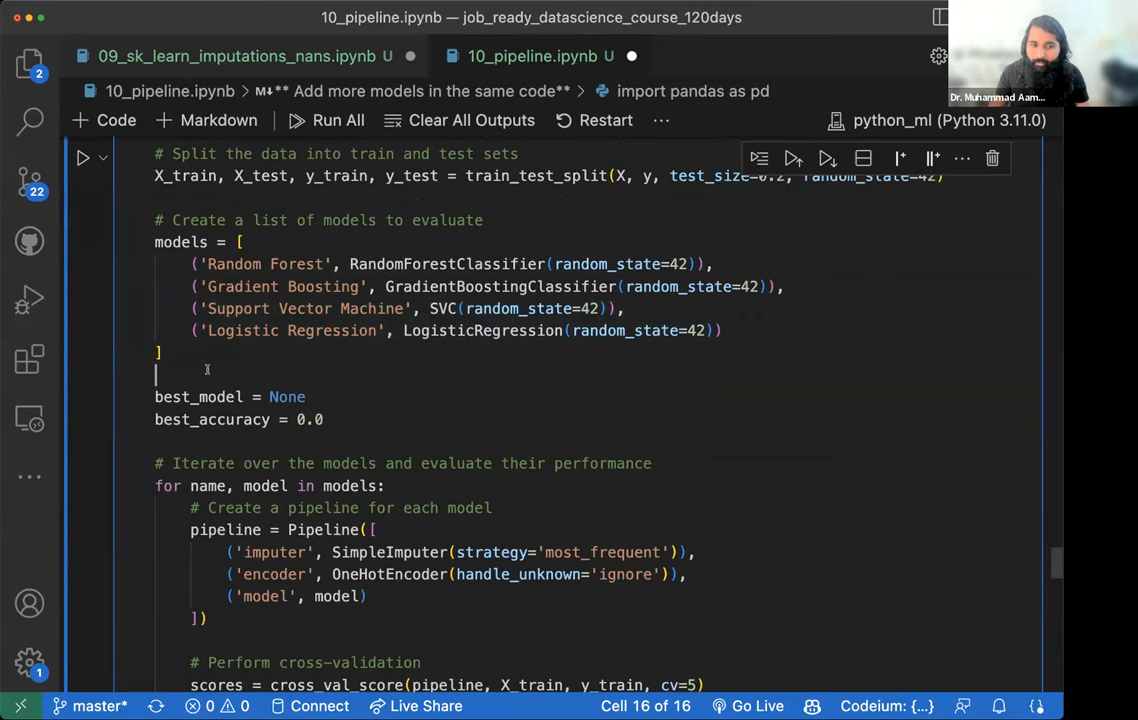 10_pipeline.ipynb — job_ready_datascience_course_120days
09_sk_learn_imputations_nans.ipynb U
10_pipeline.ipynb U
10_pipeline.ipynb > M↓** Add more models in the same code** > import pandas as pd
+ Code + Markdown Run All Clear All Outputs Restart ... python_ml (Python 3.11.0)
Dr. Muhammad Aam...
# Split the data into train and test sets
X_train, X_test, y_train, y_test = train_test_split(X, y, test_size=0.2, random_state=42)
# Create a list of models to evaluate
models = [
('Random Forest', RandomForestClassifier(random_state=42)),
('Gradient Boosting', GradientBoostingClassifier(random_state=42)),
('Support Vector Machine', SVC(random_state=42)),
('Logistic Regression', LogisticRegression(random_state=42))
]
best_model = None
best_accuracy = 0.0
# Iterate over the models and evaluate their performance
for name, model in models:
# Create a pipeline for each model
pipeline = Pipeline([
('imputer', SimpleImputer(strategy='most_frequent')),
('encoder', OneHotEncoder(handle_unknown='ignore')),
('model', model)
])
# Perform cross-validation
scores = cross_val_score(pipeline, X_train, y_train, cv=5)
2
22
1
master* 0 0 Connect Live Share Cell 16 of 16 Go Live Codeium: {...}